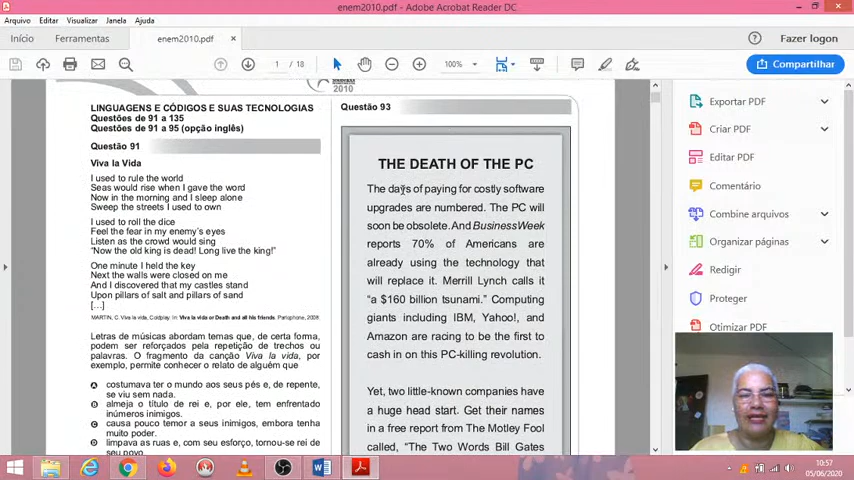 enem2010.pdf - Adobe Acrobat Reader DC
Arquivo Editar Visualizar Janela Ajuda
Início Ferramentas enem2010.pdf × Fazer logon
1 / 18 100% Compartilhar
2010
LINGUAGENS E CÓDIGOS E SUAS TECNOLOGIAS
Questões de 91 a 135
Questões de 91 a 95 (opção inglês)
Questão 91
Viva la Vida
I used to rule the world
Seas would rise when I gave the word
Now in the morning and I sleep alone
Sweep the streets I used to own
I used to roll the dice
Feel the fear in my enemy's eyes
Listen as the crowd would sing
"Now the old king is dead! Long live the king!"
One minute I held the key
Next the walls were closed on me
And I discovered that my castles stand
Upon pillars of salt and pillars of sand
[…]
MARTIN, C. Viva la vida, Coldplay. In: Viva la vida or Death and all his friends. Parlophone, 2008.
Letras de músicas abordam temas que, de certa forma,
podem ser reforçados pela repetição de trechos ou
palavras. O fragmento da canção Viva la vida, por
exemplo, permite conhecer o relato de alguém que
A costumava ter o mundo aos seus pés e, de repente,
se viu sem nada.
B almeja o título de rei e, por ele, tem enfrentado
inúmeros inimigos.
C causa pouco temor a seus inimigos, embora tenha
muito poder.
D limpava as ruas e, com seu esforço, tornou-se rei de
seu povo.
Questão 93
THE DEATH OF THE PC
The days of paying for costly software
upgrades are numbered. The PC will
soon be obsolete. And BusinessWeek
reports 70% of Americans are
already using the technology that
will replace it. Merrill Lynch calls it
"a $160 billion tsunami." Computing
giants including IBM, Yahoo!, and
Amazon are racing to be the first to
cash in on this PC-killing revolution.
Yet, two little-known companies have
a huge head start. Get their names
in a free report from The Motley Fool
called, "The Two Words Bill Gates
Exportar PDF
Criar PDF
Editar PDF
Comentário
Combine arquivos
Organizar páginas
Redigir
Proteger
Otimizar PDF
10:57
05/06/2020